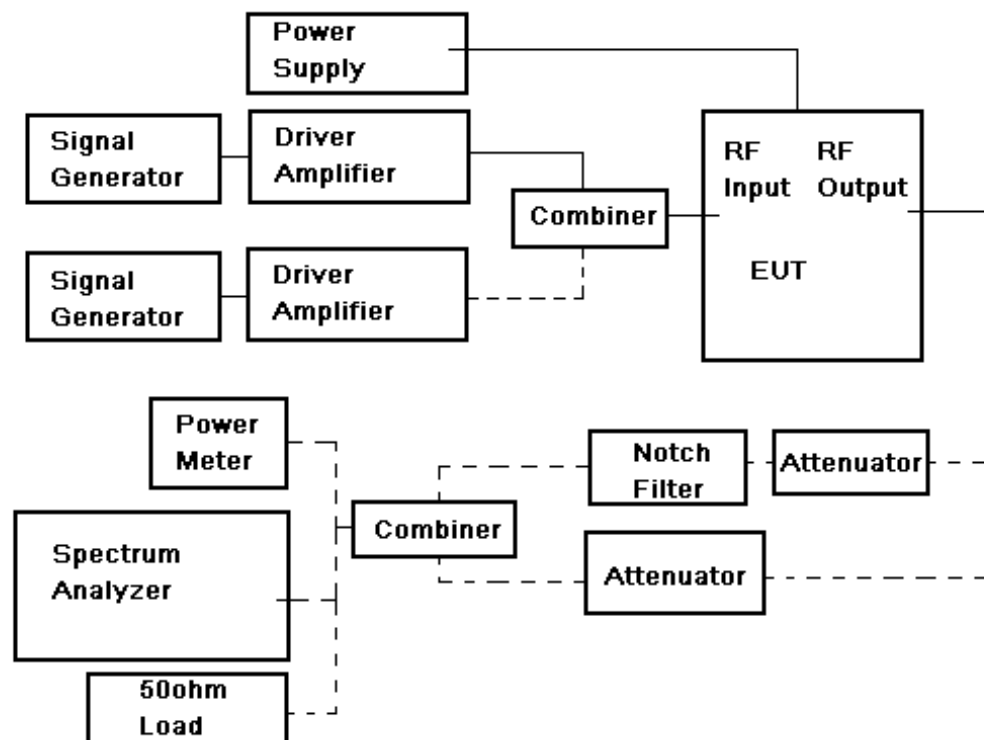 Power
Supply
Signal
Generator
Driver
Amplifier
Combiner
RF
Input
RF
Output
EUT
Signal
Generator
Driver
Amplifier
Power
Meter
Notch
Filter
Attenuator
Combiner
Spectrum
Analyzer
Attenuator
50ohm
Load